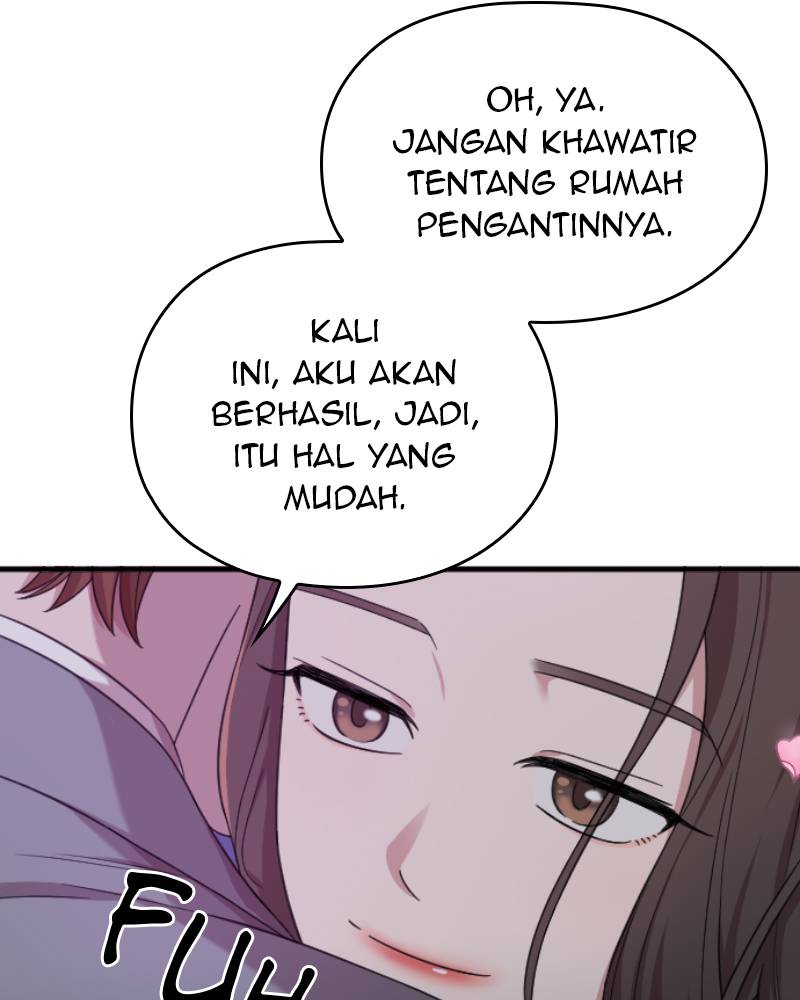 OH, YA.
JANGAN KHAWATIR
TENTANG RUMAH
PENGANTINNYA.
KALI
INI, AKU AKAN
BERHASIL, JADI,
ITU HAL YANG
MUDAH.
FUH